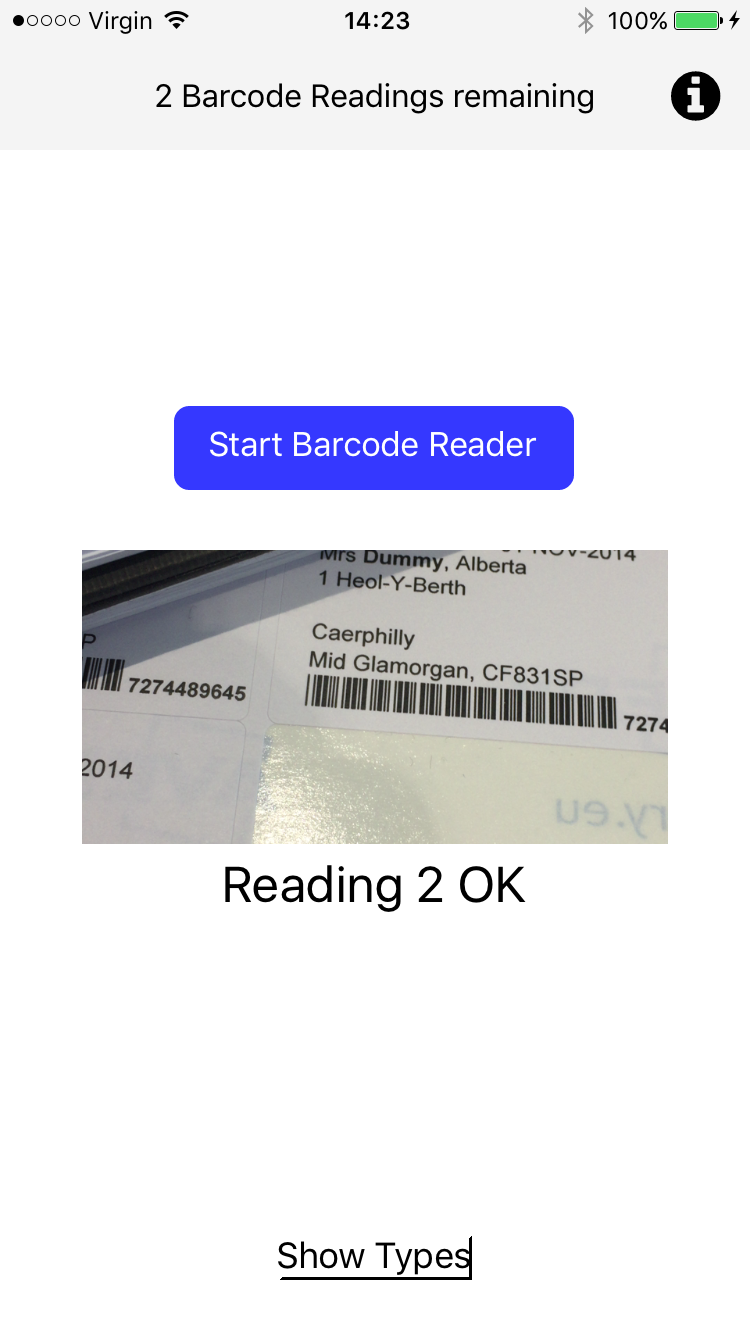 Virgin 14:23 100%
2 Barcode Readings remaining
Start Barcode Reader
NOV-2014
Mrs Dummy, Alberta
1 Heol-Y-Berth
Caerphilly
Mid Glamorgan, CF831SP
P
7274489645
7274
2014
ry.eu
Reading 2 OK
Show Types